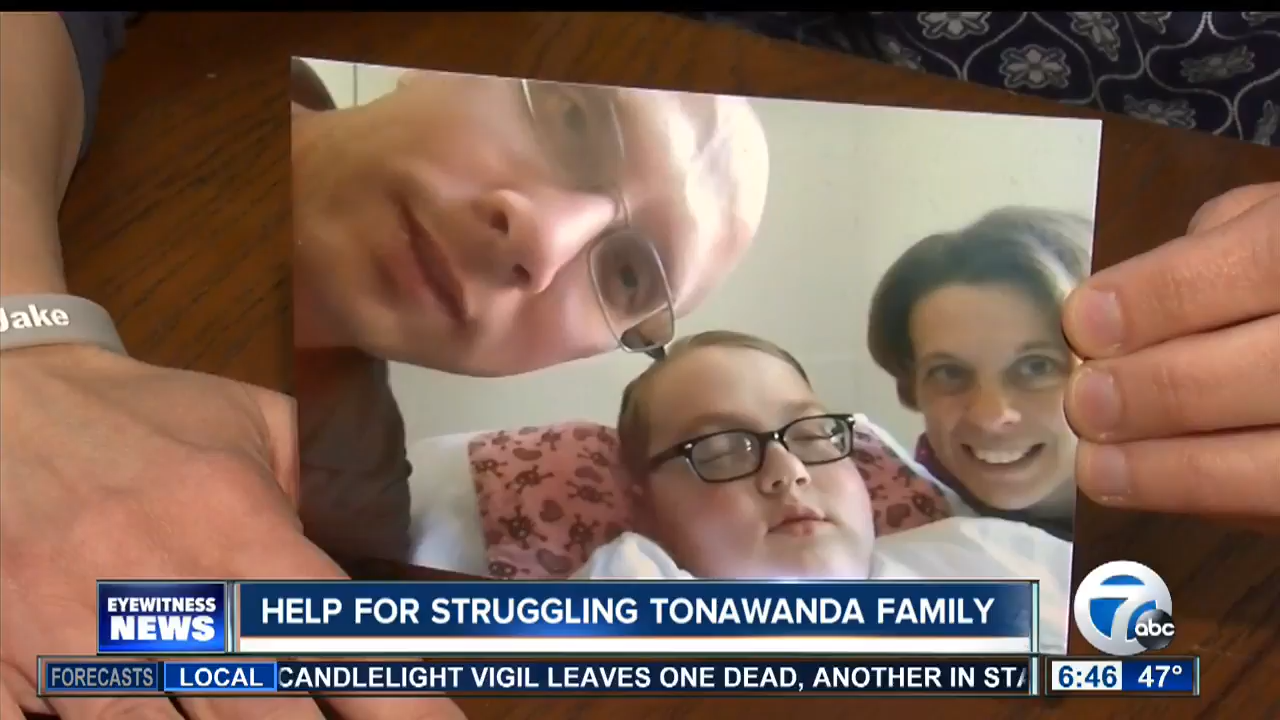 Jake
EYEWITNESS
NEWS
HELP FOR STRUGGLING TONAWANDA FAMILY
7
abc
FORECASTS
LOCAL
CANDLELIGHT VIGIL LEAVES ONE DEAD, ANOTHER IN STA
6:46
47°